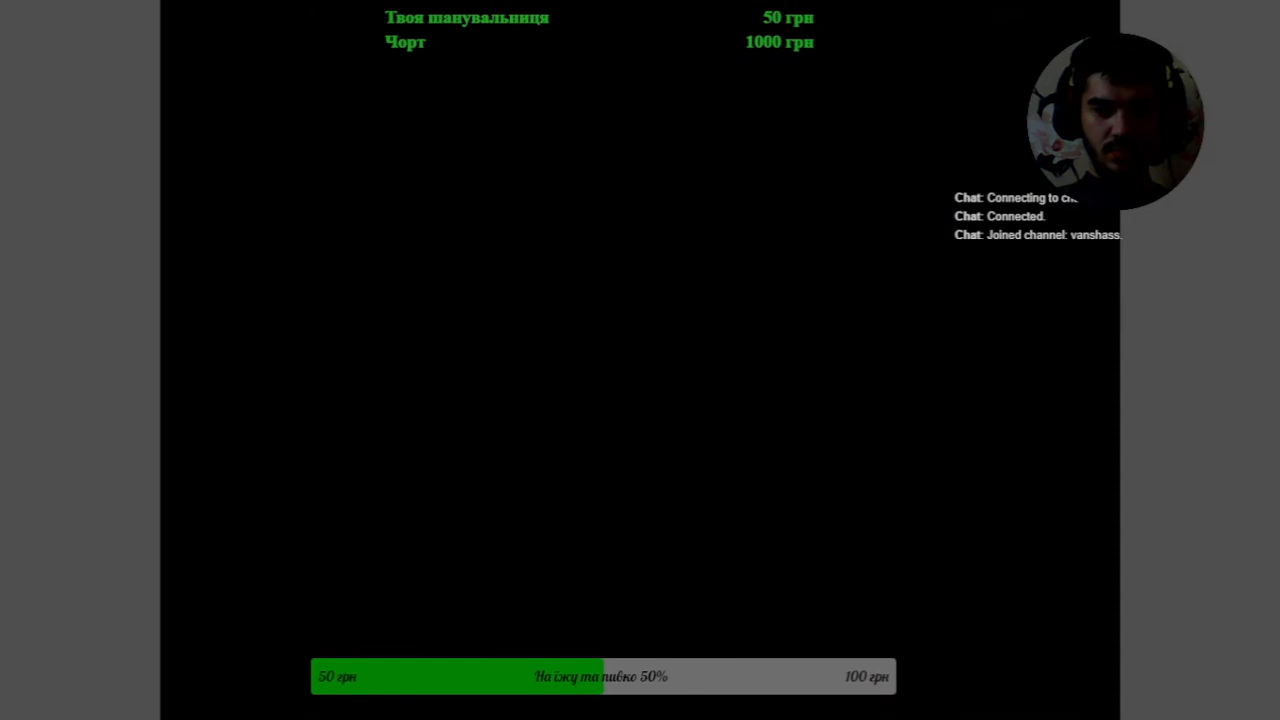 Твоя шанувальниця 50 грн
Чорт 1000 грн
Chat: Connecting to
Chat: Connected.
Chat: Joined channel: vanshass.
50 грн На їжу та пивко 50% 100 грн